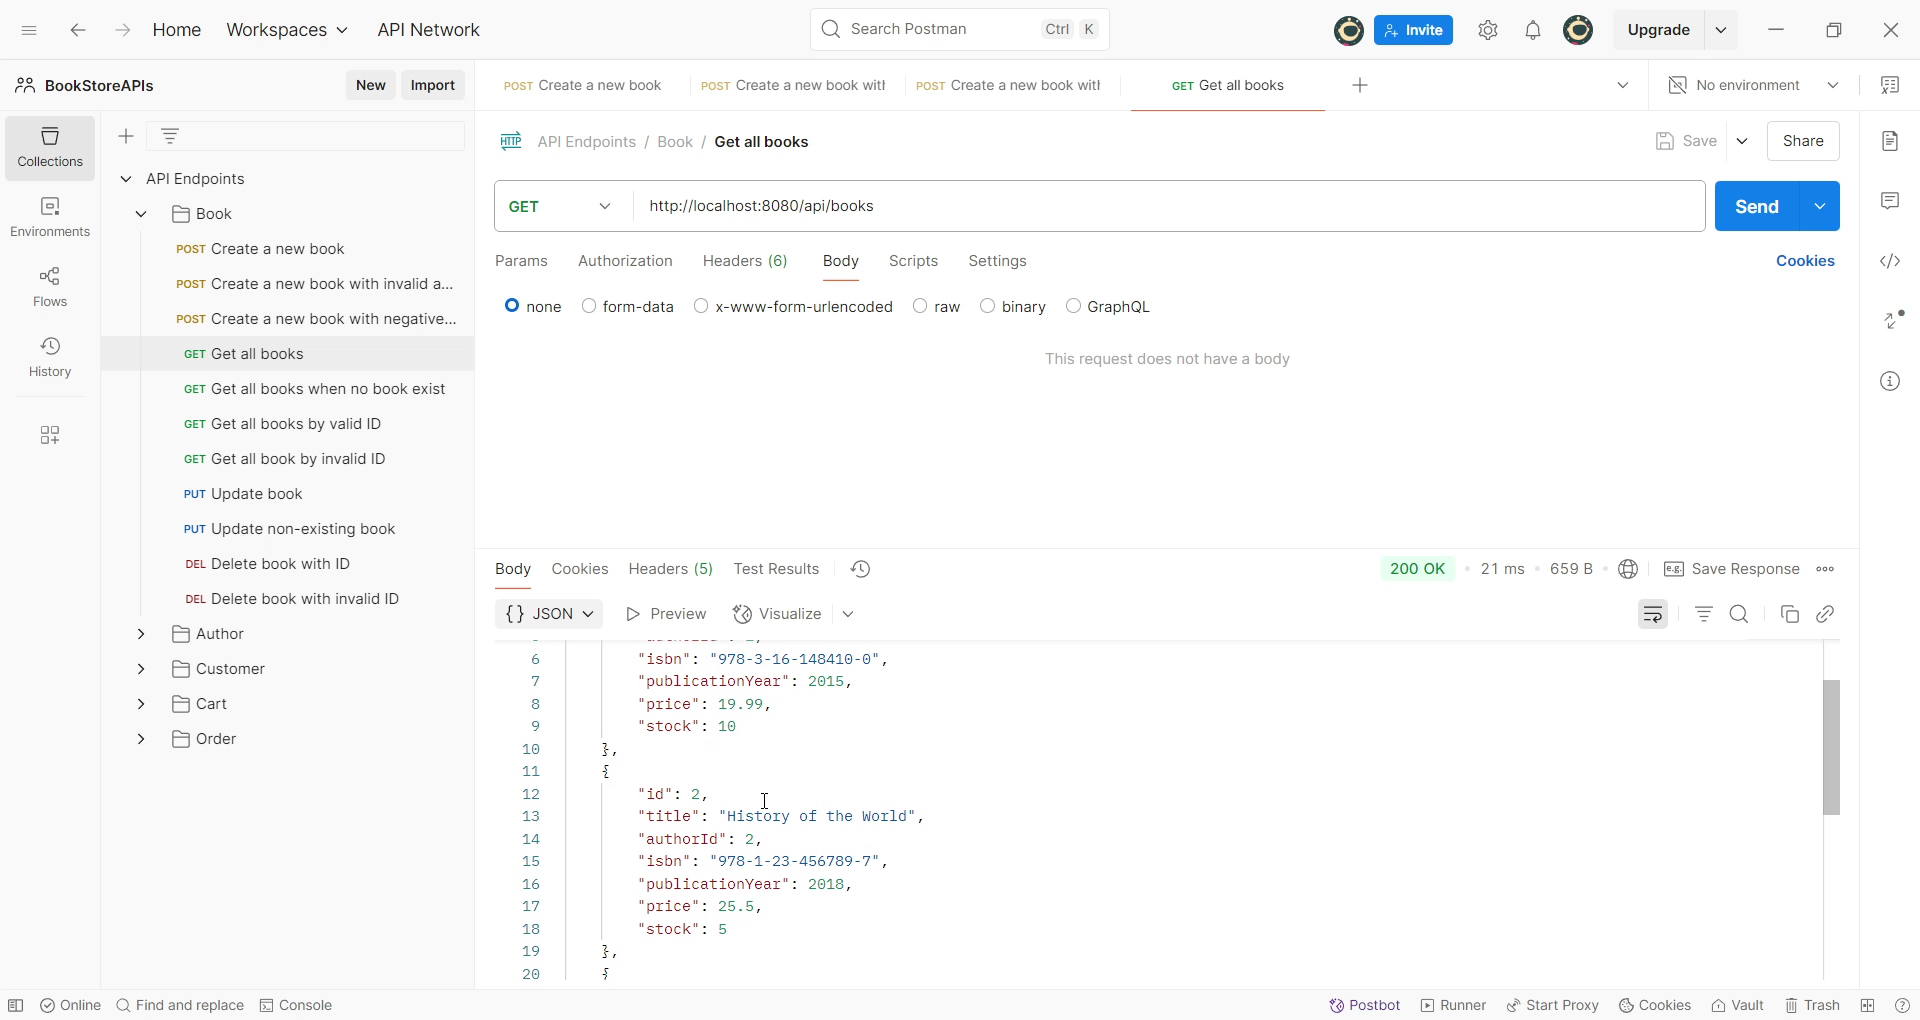 Home Workspaces API Network Search Postman Ctrl K Invite Upgrade
BookStoreAPIs New Import POST Create a new book POST Create a new book with POST Create a new book with GET Get all books No environment
Collections
Environments
Flows
History
API Endpoints
Book
POST Create a new book
POST Create a new book with invalid a...
POST Create a new book with negative...
GET Get all books
GET Get all books when no book exist
GET Get all books by valid ID
GET Get all book by invalid ID
PUT Update book
PUT Update non-existing book
DEL Delete book with ID
DEL Delete book with invalid ID
Author
Customer
Cart
Order
HTTP API Endpoints / Book / Get all books Save Share
GET http://localhost:8080/api/books Send
Params Authorization Headers (6) Body Scripts Settings Cookies
none form-data x-www-form-urlencoded raw binary GraphQL
This request does not have a body
Body Cookies Headers (5) Test Results 200 OK • 21 ms • 659 B e.g. Save Response
{} JSON Preview Visualize
6 "isbn": "978-3-16-148410-0",
7 "publicationYear": 2015,
8 "price": 19.99,
9 "stock": 10
10 },
11 {
12 "id": 2,
13 "title": "History of the World",
14 "authorId": 2,
15 "isbn": "978-1-23-456789-7",
16 "publicationYear": 2018,
17 "price": 25.5,
18 "stock": 5
19 },
20 {
Online Find and replace Console Postbot Runner Start Proxy Cookies Vault Trash